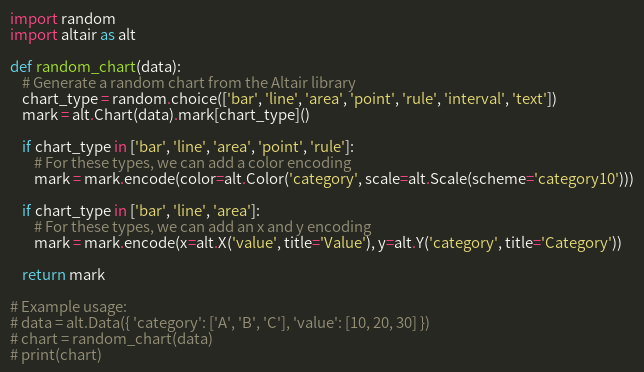 import random
import altair as alt

def random_chart(data):
    # Generate a random chart from the Altair library
    chart_type = random.choice(['bar', 'line', 'area', 'point', 'rule', 'interval', 'text'])
    mark = alt.Chart(data).mark[chart_type]()

    if chart_type in ['bar', 'line', 'area', 'point', 'rule']:
        # For these types, we can add a color encoding
        mark = mark.encode(color=alt.Color('category', scale=alt.Scale(scheme='category10')))

    if chart_type in ['bar', 'line', 'area']:
        # For these types, we can add an x and y encoding
        mark = mark.encode(x=alt.X('value', title='Value'), y=alt.Y('category', title='Category'))

    return mark

# Example usage:
# data = alt.Data({ 'category': ['A', 'B', 'C'], 'value': [10, 20, 30] })
# chart = random_chart(data)
# print(chart)